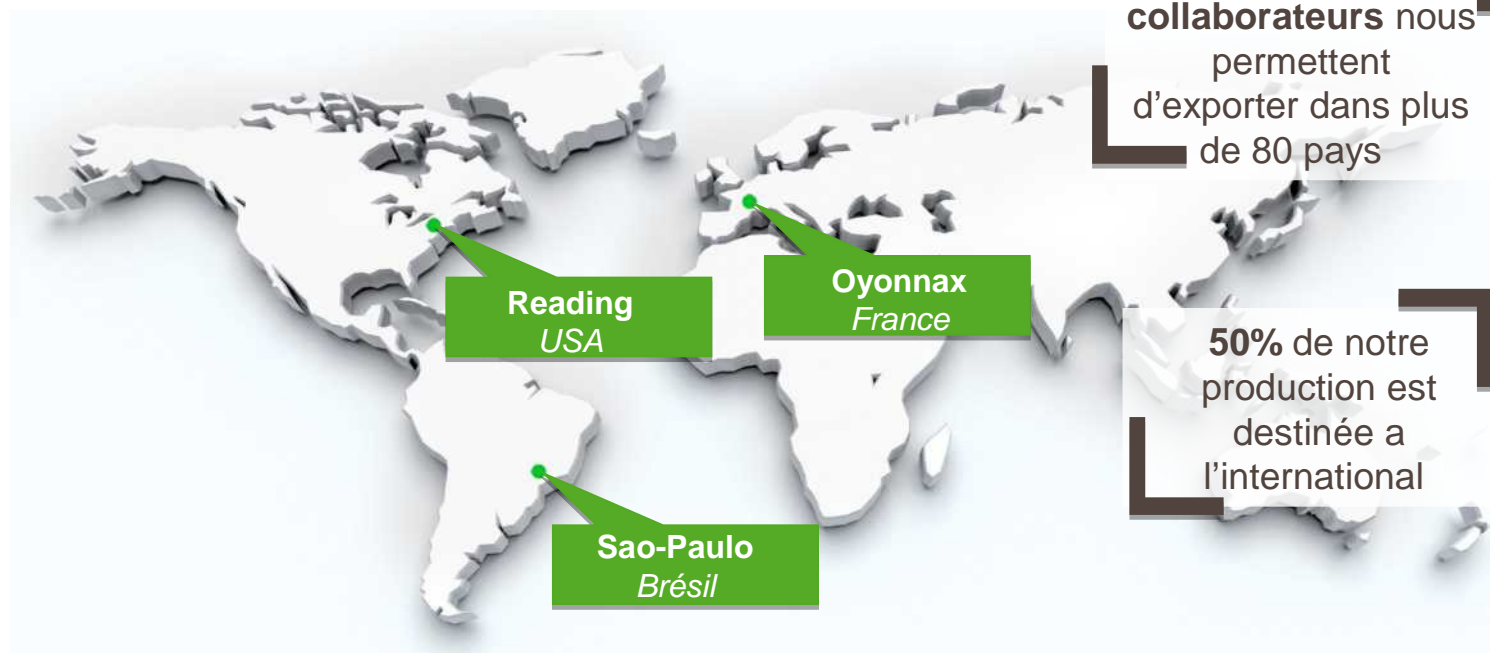 collaborateurs nous
permettent
d’exporter dans plus
de 80 pays
Reading
USA
Oyonnax
France
50% de notre
production est
destinée a
l’international
Sao-Paulo
Brésil